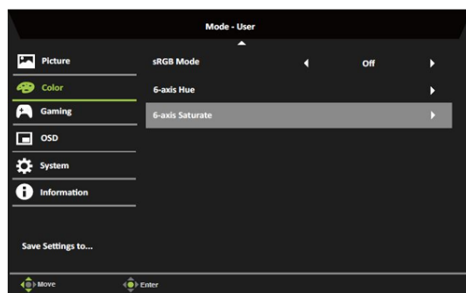 Mode - User
Picture
sRGB Mode Off
Color
6-axis Hue
Gaming
6-axis Saturate
OSD
System
Information
Save Settings to...
Move Enter